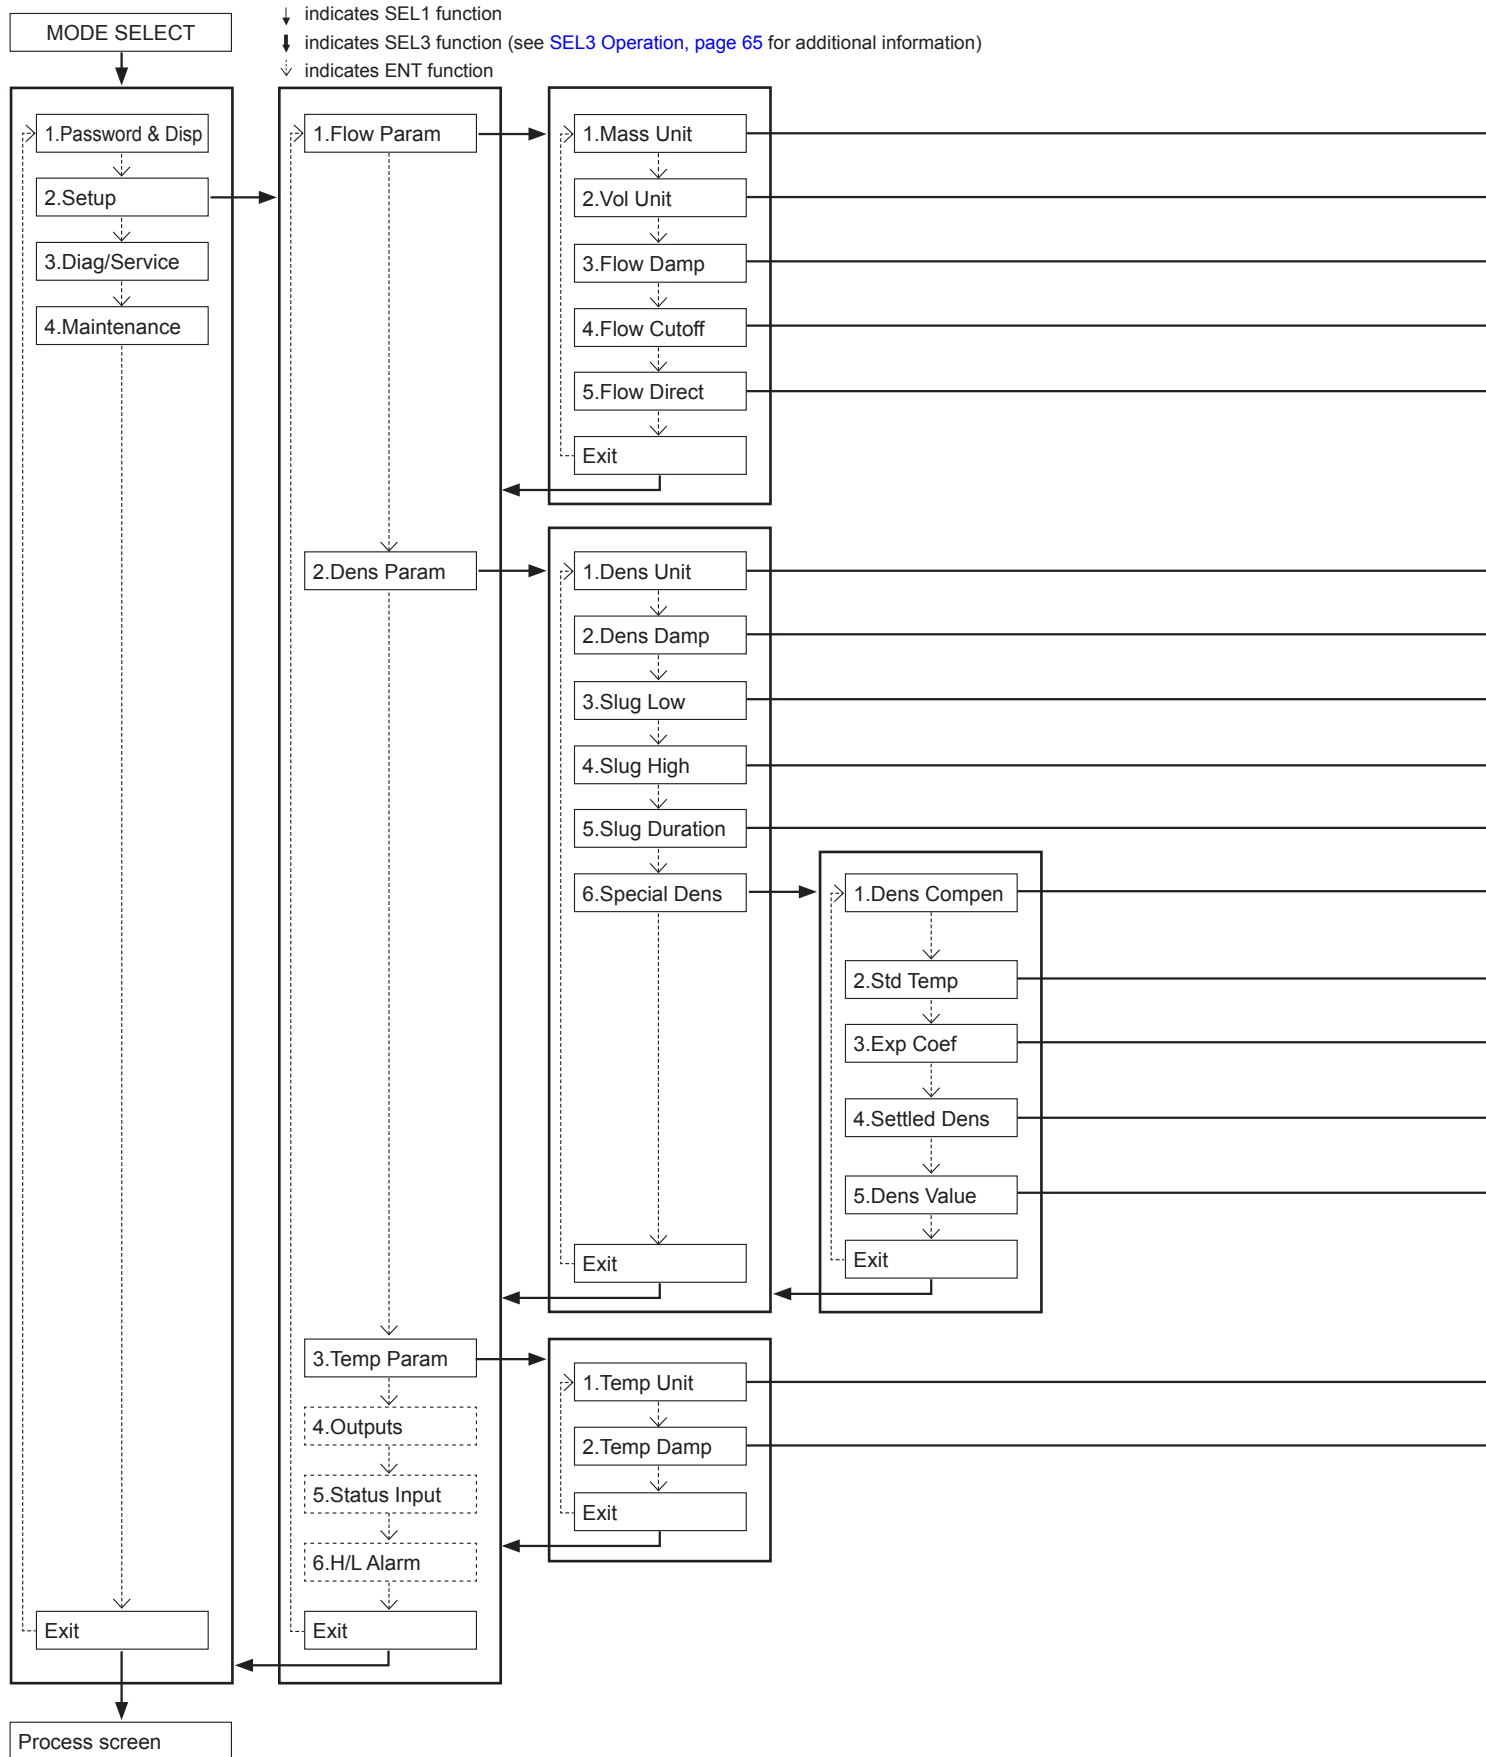 MODE SELECT
indicates SEL1 function
indicates SEL3 function (see SEL3 Operation, page 65 for additional information)
indicates ENT function
1.Password & Disp
2.Setup
3.Diag/Service
4.Maintenance
Exit
Process screen
1.Flow Param
2.Dens Param
3.Temp Param
4.Outputs
5.Status Input
6.H/L Alarm
Exit
1.Mass Unit
2.Vol Unit
3.Flow Damp
4.Flow Cutoff
5.Flow Direct
Exit
1.Dens Unit
2.Dens Damp
3.Slug Low
4.Slug High
5.Slug Duration
6.Special Dens
Exit
1.Dens Compen
2.Std Temp
3.Exp Coef
4.Settled Dens
5.Dens Value
Exit
1.Temp Unit
2.Temp Damp
Exit